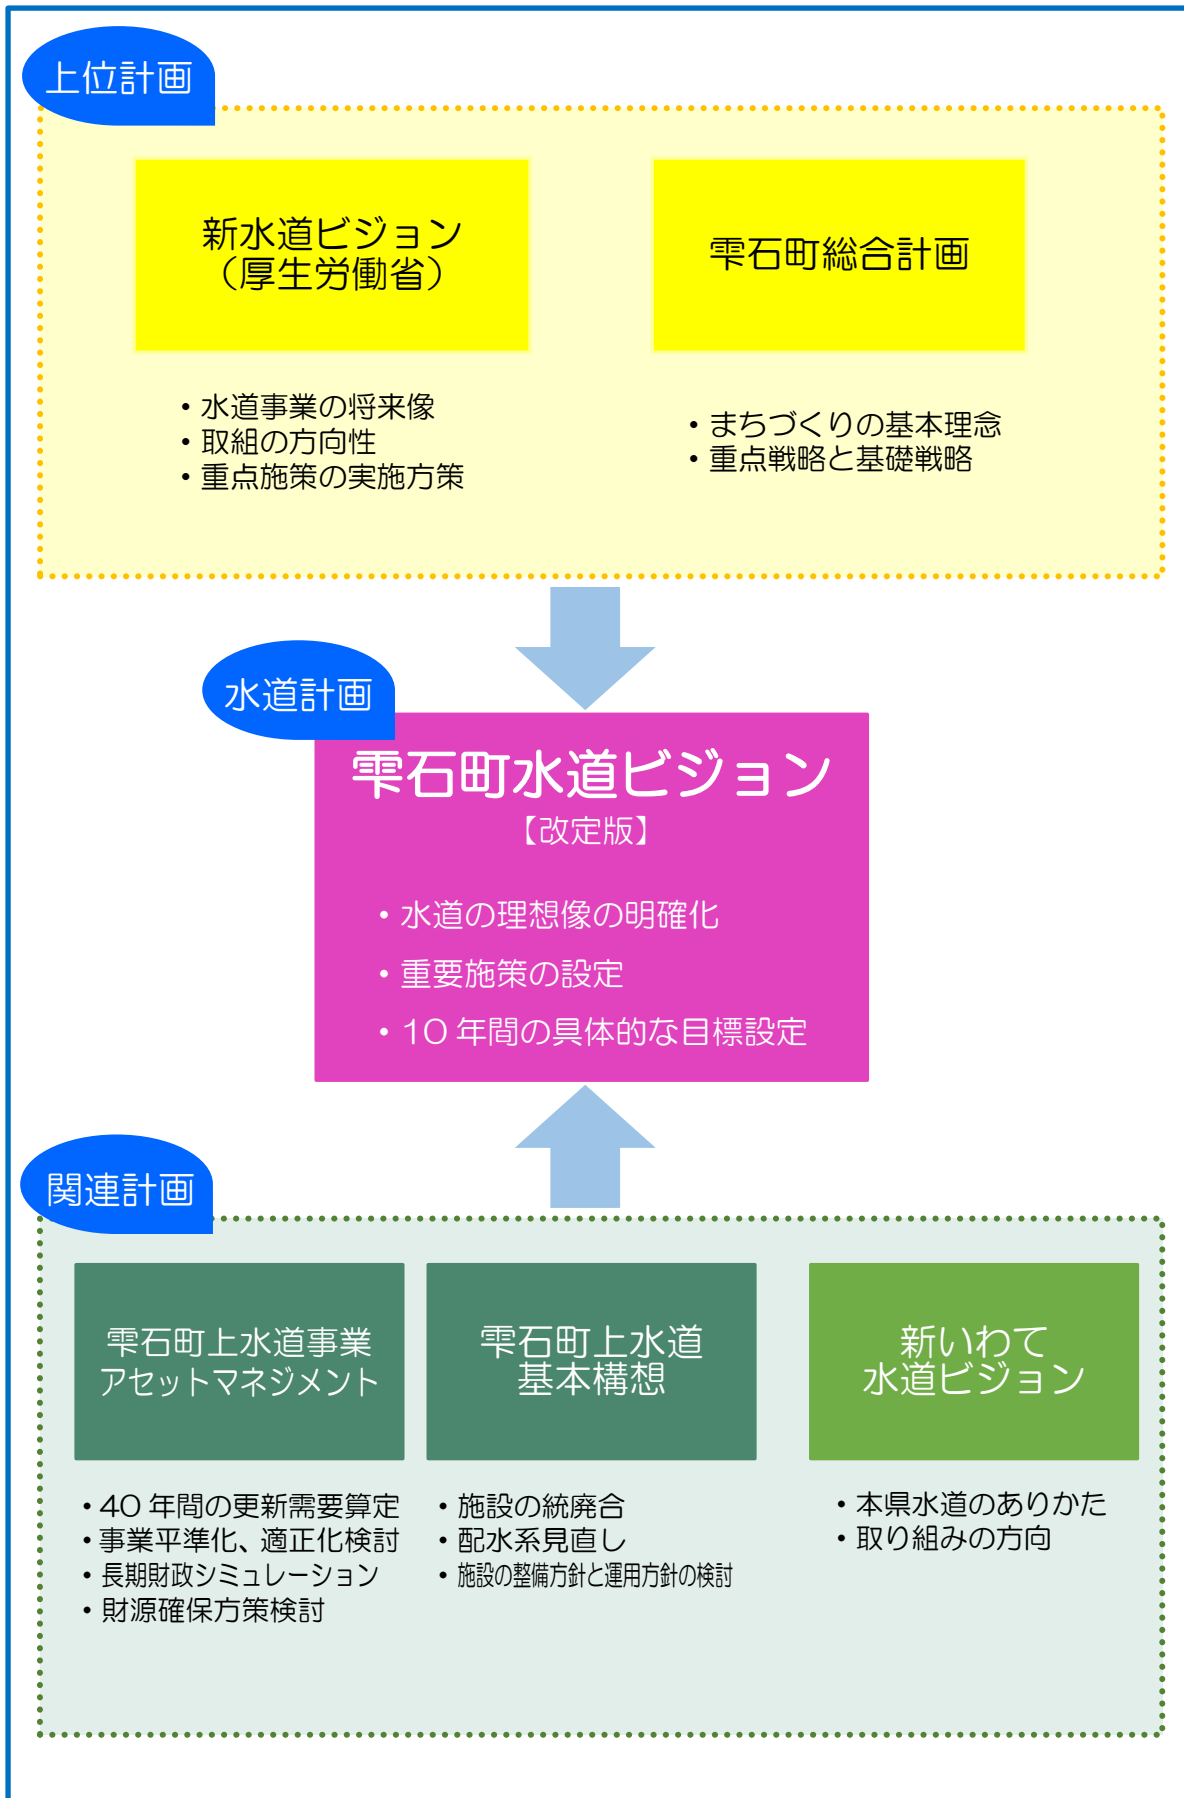 上位計画
新水道ビジョン
（厚生労働省）
・水道事業の将来像
・取組の方向性
・重点施策の実施方策
雫石町総合計画
・まちづくりの基本理念
・重点戦略と基礎戦略
水道計画
雫石町水道ビジョン
【改定版】
・水道の理想像の明確化
・重要施策の設定
・10年間の具体的な目標設定
関連計画
雫石町上水道事業
アセットマネジメント
・40年間の更新需要算定
・事業平準化、適正化検討
・長期財政シミュレーション
・財源確保方策検討
雫石町上水道
基本構想
・施設の統廃合
・配水系見直し
・施設の整備方針と運用方針の検討
新いわて
水道ビジョン
・本県水道のありかた
・取り組みの方向